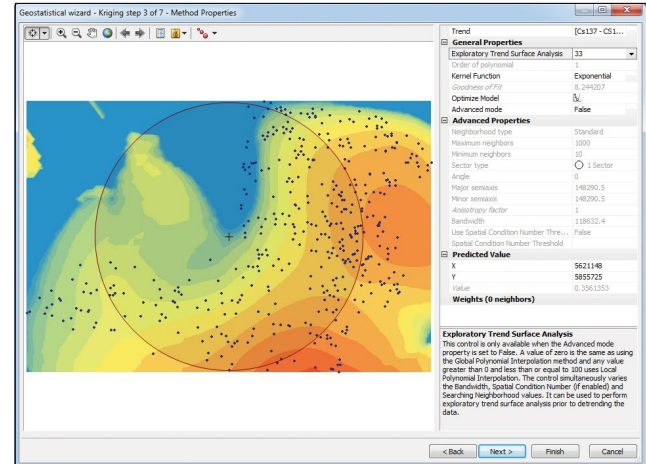 Geostatistical wizard - Kriging step 3 of 7 - Method Properties
Trend [Cs137 - CS1...
General Properties
Exploratory Trend Surface Analysis 33
Order of polynomial 1
Kernel Function Exponential
Goodness of Fit 8.244207
Optimize Model
Advanced mode False
Advanced Properties
Neighborhood type Standard
Maximum neighbors 1000
Minimum neighbors 10
Sector type 1 Sector
Angle 0
Major semiaxis 148290.5
Minor semiaxis 148290.5
Anisotropy factor 1
Bandwidth 118632.4
Use Spatial Condition Number Thre... False
Spatial Condition Number Threshold
Predicted Value
X 5621148
Y 5855725
Value 0.3561353
Weights (0 neighbors)
Exploratory Trend Surface Analysis
This control is only available when the Advanced mode
property is set to False. A value of zero is the same as using
the Global Polynomial Interpolation method and any value
greater than 0 and less than or equal to 100 uses Local
Polynomial Interpolation. The control simultaneously varies
the Bandwidth, Spatial Condition Number (if enabled) and
Searching Neighborhood values. It can be used to perform
exploratory trend surface analysis prior to detrending the
data.
< Back Next > Finish Cancel